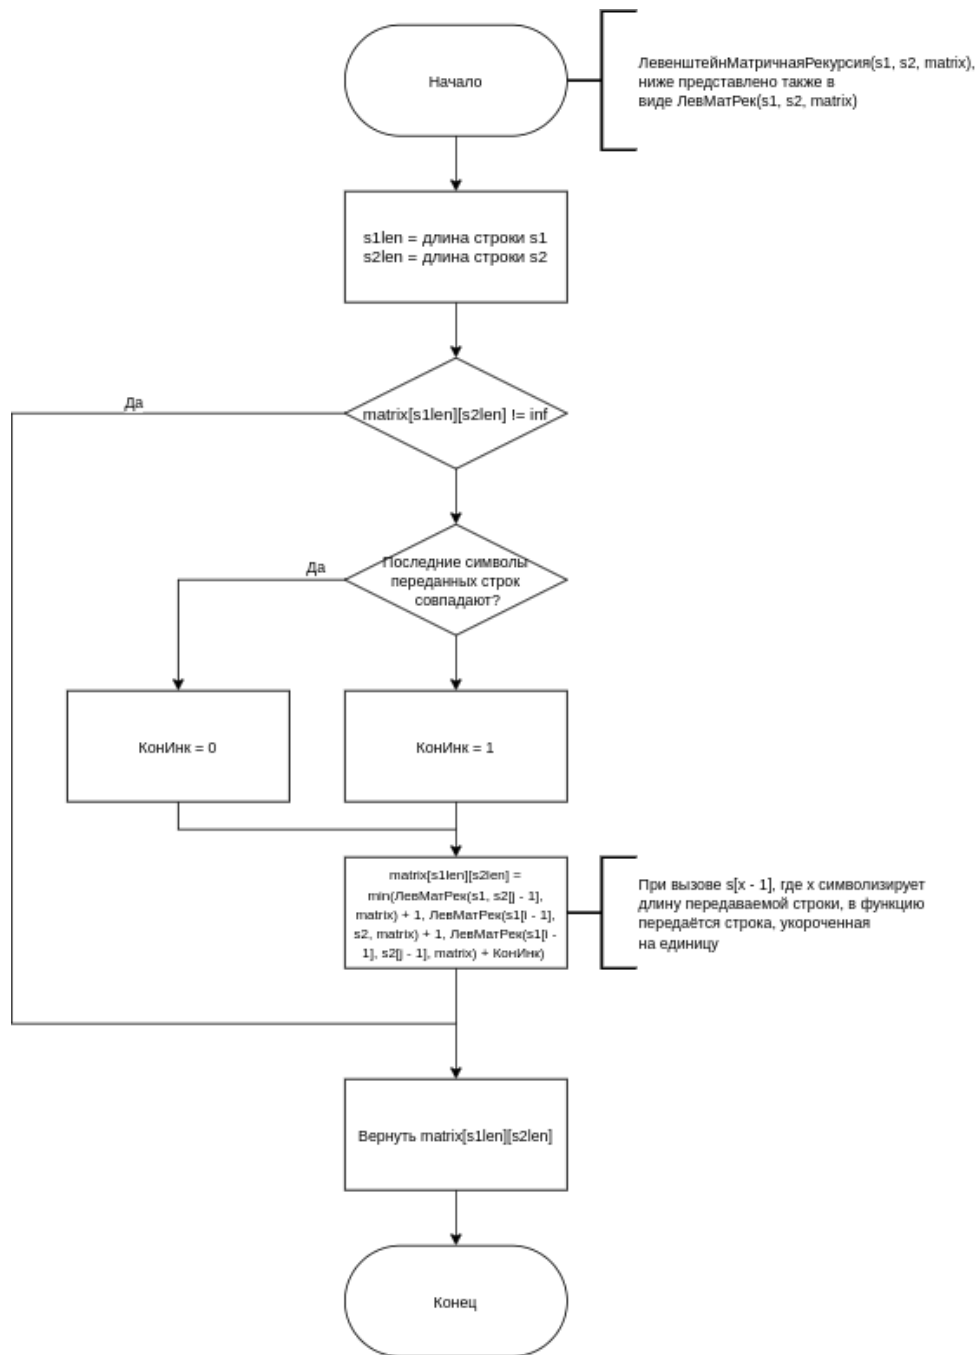 Начало
ЛевенштейнМатричнаяРекурсия(s1, s2, matrix),
ниже представлено также в
виде ЛевМатРек(s1, s2, matrix)
s1len = длина строки s1
s2len = длина строки s2
Да
matrix[s1len][s2len] != inf
Да
Последние символы
переданных строк
совпадают?
КонИнк = 0
КонИнк = 1
matrix[s1len][s2len] =
min(ЛевМатРек(s1, s2[j - 1],
matrix) + 1, ЛевМатРек(s1[i - 1],
s2, matrix) + 1, ЛевМатРек(s1[i -
1], s2[j - 1], matrix) + КонИнк)
При вызове s[x - 1], где x символизирует
длину передаваемой строки, в функцию
передаётся строка, укороченная
на единицу
Вернуть matrix[s1len][s2len]
Конец